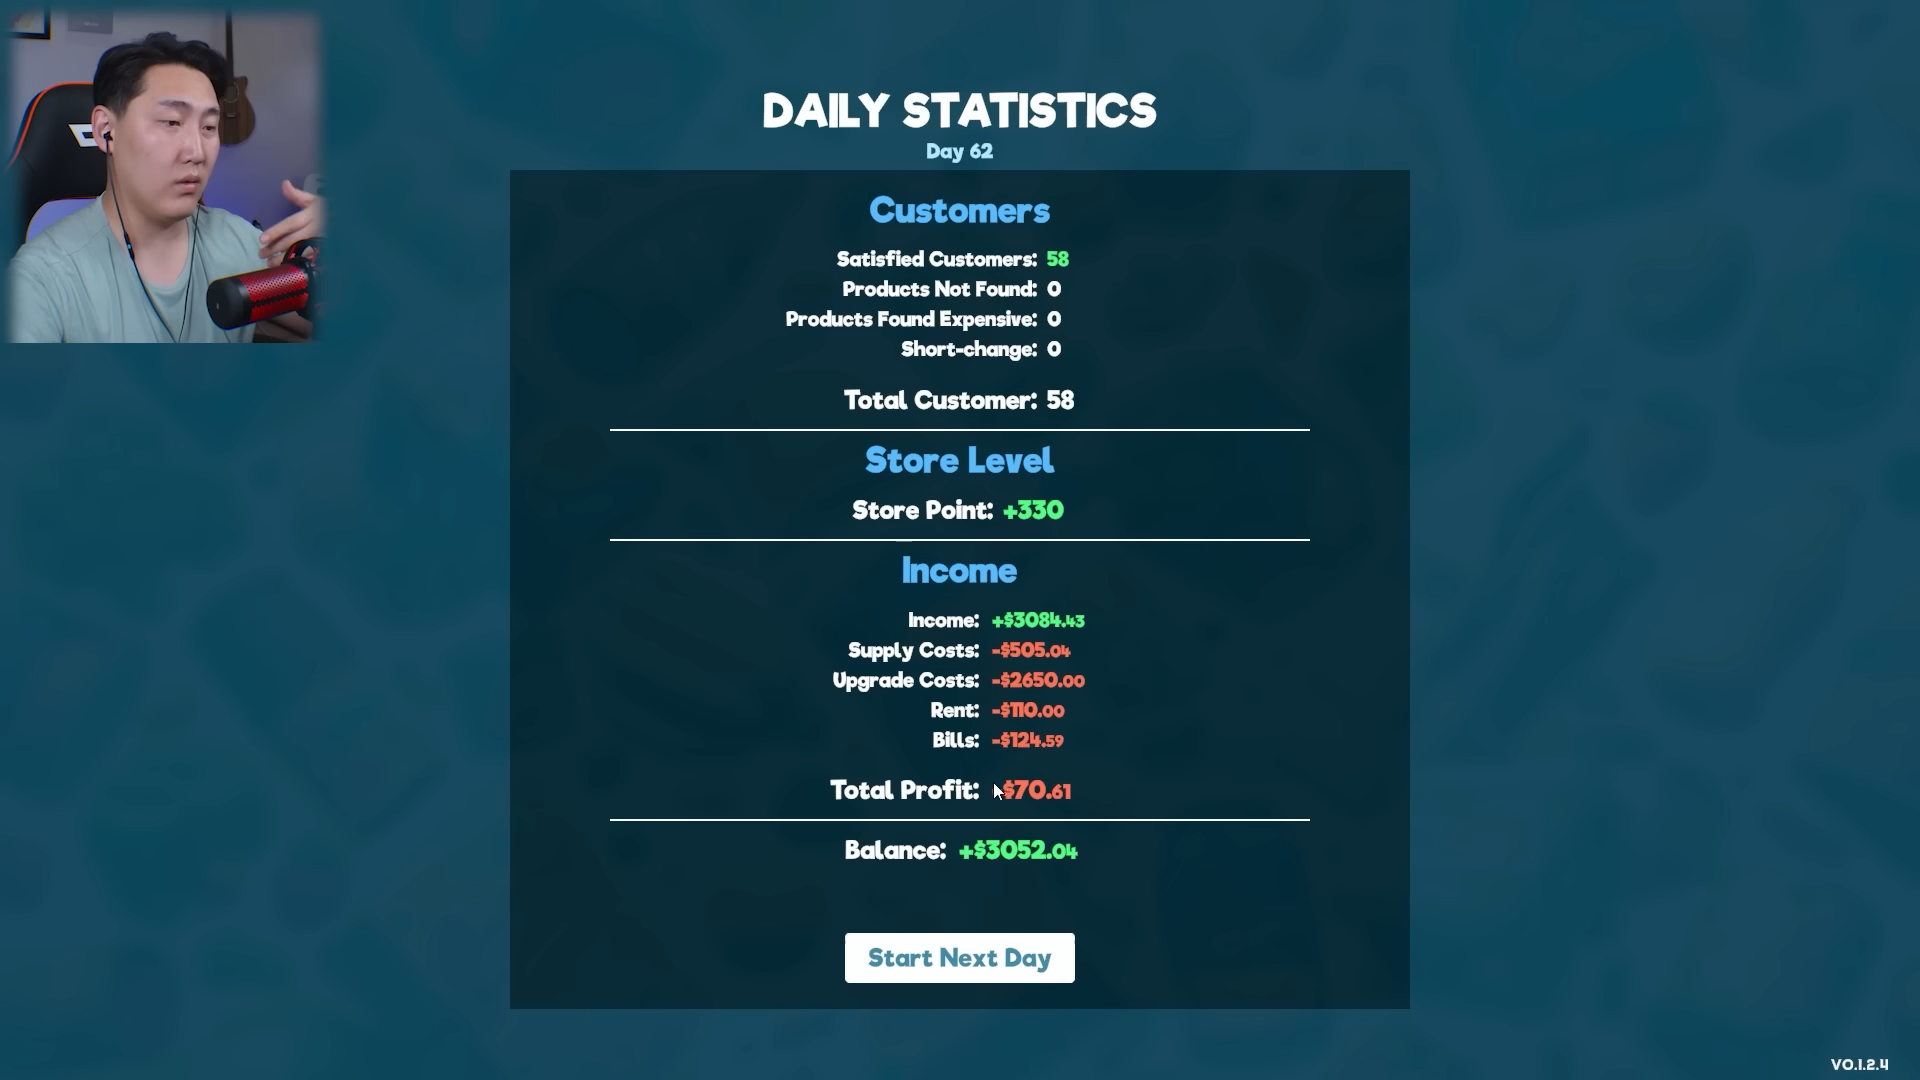 DAILY STATISTICS
Day 62
Customers
Satisfied Customers: 58
Products Not Found: 0
Products Found Expensive: 0
Short-change: 0
Total Customer: 58
Store Level
Store Point: +330
Income
Income: +$3084.43
Supply Costs: -$505.04
Upgrade Costs: -$2650.00
Rent: -$110.00
Bills: -$124.59
Total Profit: $70.61
Balance: +$3052.04
Start Next Day
V0.1.2.4